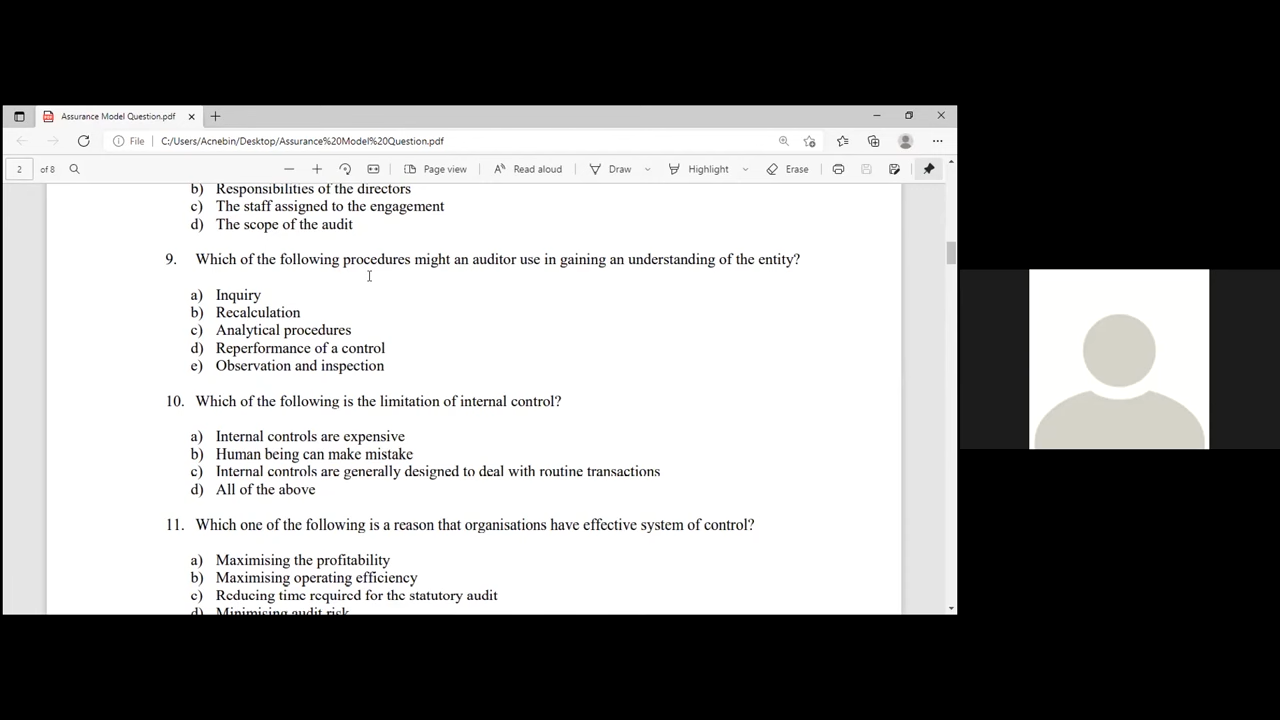 Assurance Model Question.pdf
File C:/Users/Acnebin/Desktop/Assurance%20Model%20Question.pdf
2 of 8 Page view Read aloud Draw Highlight Erase
b) Responsibilities of the directors
c) The staff assigned to the engagement
d) The scope of the audit
9. Which of the following procedures might an auditor use in gaining an understanding of the entity?
a) Inquiry
b) Recalculation
c) Analytical procedures
d) Reperformance of a control
e) Observation and inspection
10. Which of the following is the limitation of internal control?
a) Internal controls are expensive
b) Human being can make mistake
c) Internal controls are generally designed to deal with routine transactions
d) All of the above
11. Which one of the following is a reason that organisations have effective system of control?
a) Maximising the profitability
b) Maximising operating efficiency
c) Reducing time required for the statutory audit
d) Minimising audit risk